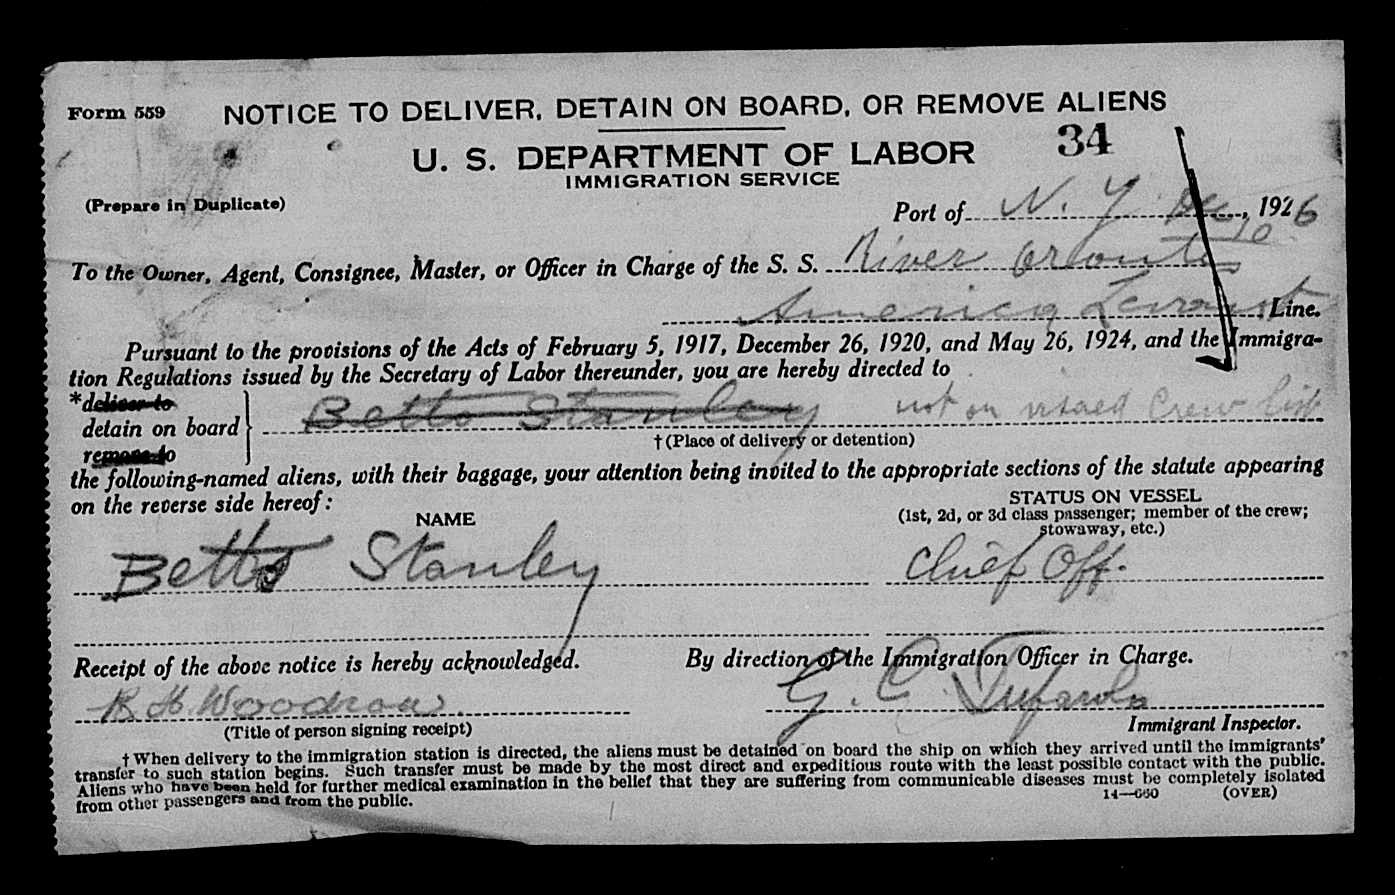 Form 559 NOTICE TO DELIVER, DETAIN ON BOARD, OR REMOVE ALIENS
U. S. DEPARTMENT OF LABOR 34
IMMIGRATION SERVICE
(Prepare in Duplicate)
Port of N. Y. Dec 10, 1926
To the Owner, Agent, Consignee, Master, or Officer in Charge of the S. S. River Orontes
America Levant Line.
Pursuant to the provisions of the Acts of February 5, 1917, December 26, 1920, and May 26, 1924, and the Immigra-
tion Regulations issued by the Secretary of Labor thereunder, you are hereby directed to
*deliver to
detain on board
remove to
Betts Stanley not on visaed Crew list
†(Place of delivery or detention)
the following-named aliens, with their baggage, your attention being invited to the appropriate sections of the statute appearing
on the reverse side hereof:
NAME
STATUS ON VESSEL
(1st, 2d, or 3d class passenger; member of the crew;
stowaway, etc.)
Betts Stanley Chief Off.
Receipt of the above notice is hereby acknowledged. By direction of the Immigration Officer in Charge.
R. H. Woodrow. G. C.
(Title of person signing receipt) Immigrant Inspector.
†When delivery to the immigration station is directed, the aliens must be detained on board the ship on which they arrived until the immigrants'
transfer to such station begins. Such transfer must be made by the most direct and expeditious route with the least possible contact with the public.
Aliens who have been held for further medical examination in the belief that they are suffering from communicable diseases must be completely isolated
from other passengers and from the public.
14—660 (OVER)